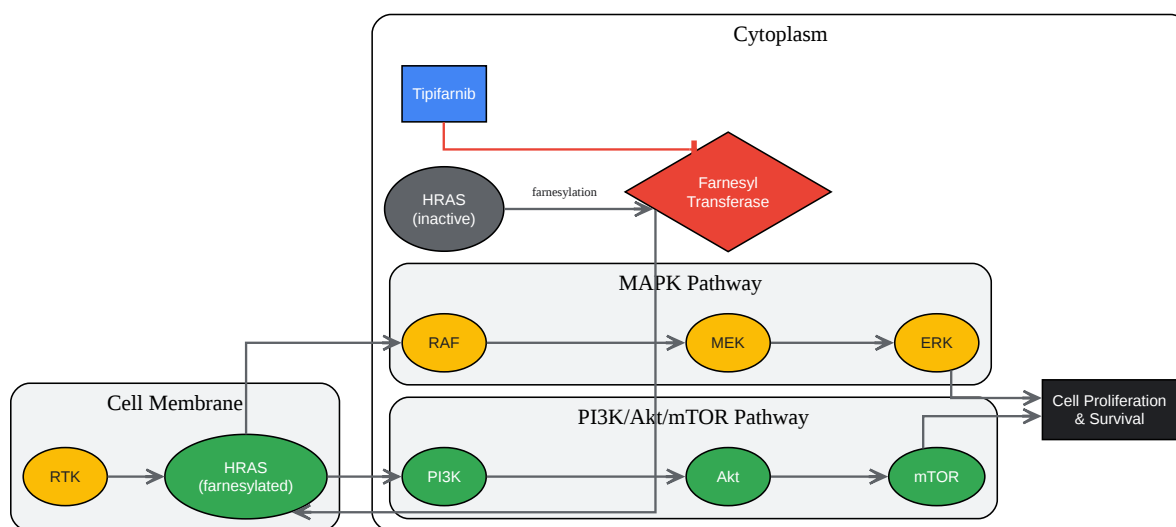 Cytoplasm
Tipifarnib
Farnesyl
Transferase
HRAS
(inactive)
farnesylation
MAPK Pathway
RAF
MEK
ERK
Cell Membrane
RTK
HRAS
(farnesylated)
PI3K/Akt/mTOR Pathway
PI3K
Akt
mTOR
Cell Proliferation
& Survival